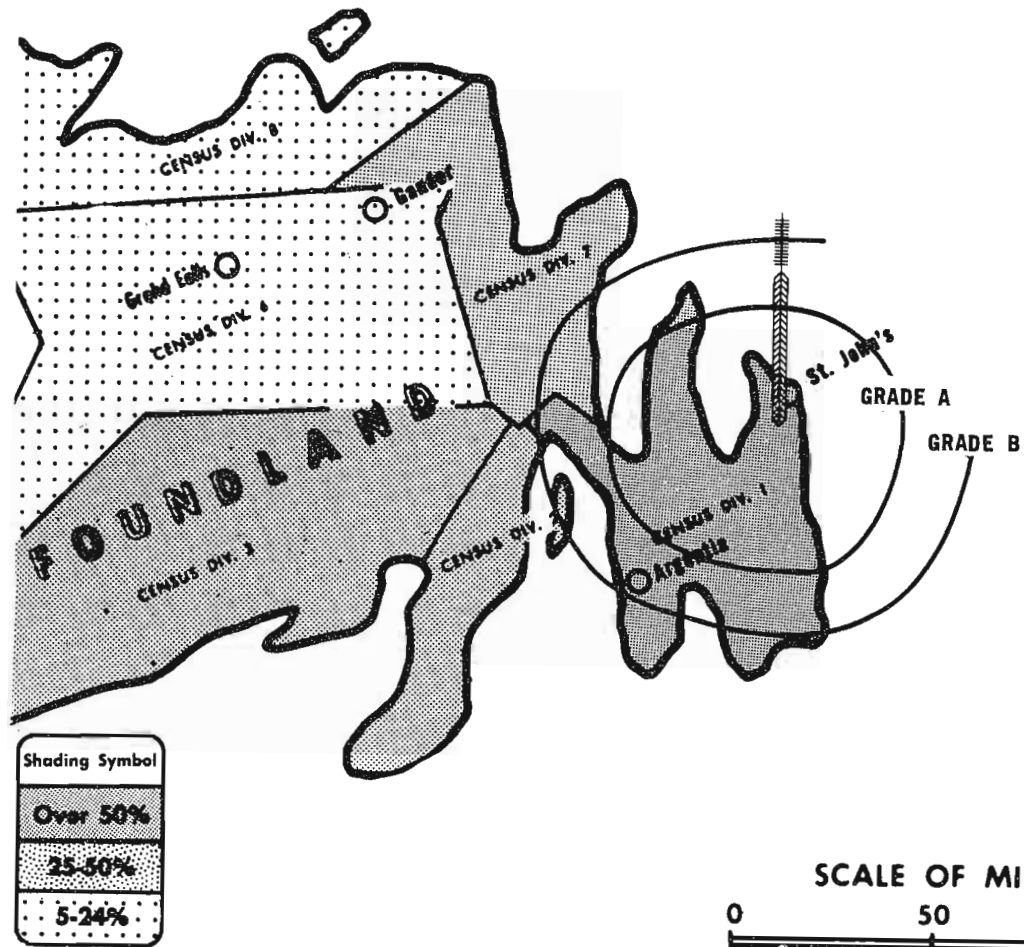 CENSUS DIV. 8
Gander
CENSUS DIV. 7
Grand Falls
CENSUS DIV. 6
St. John's
GRADE A
GRADE B
FOUNDLAND
CENSUS DIV. 1
CENSUS DIV.
Argentia
CENSUS DIV. 3
Shading Symbol
Over 50%
25-50%
5-24%
SCALE OF MI
0 50